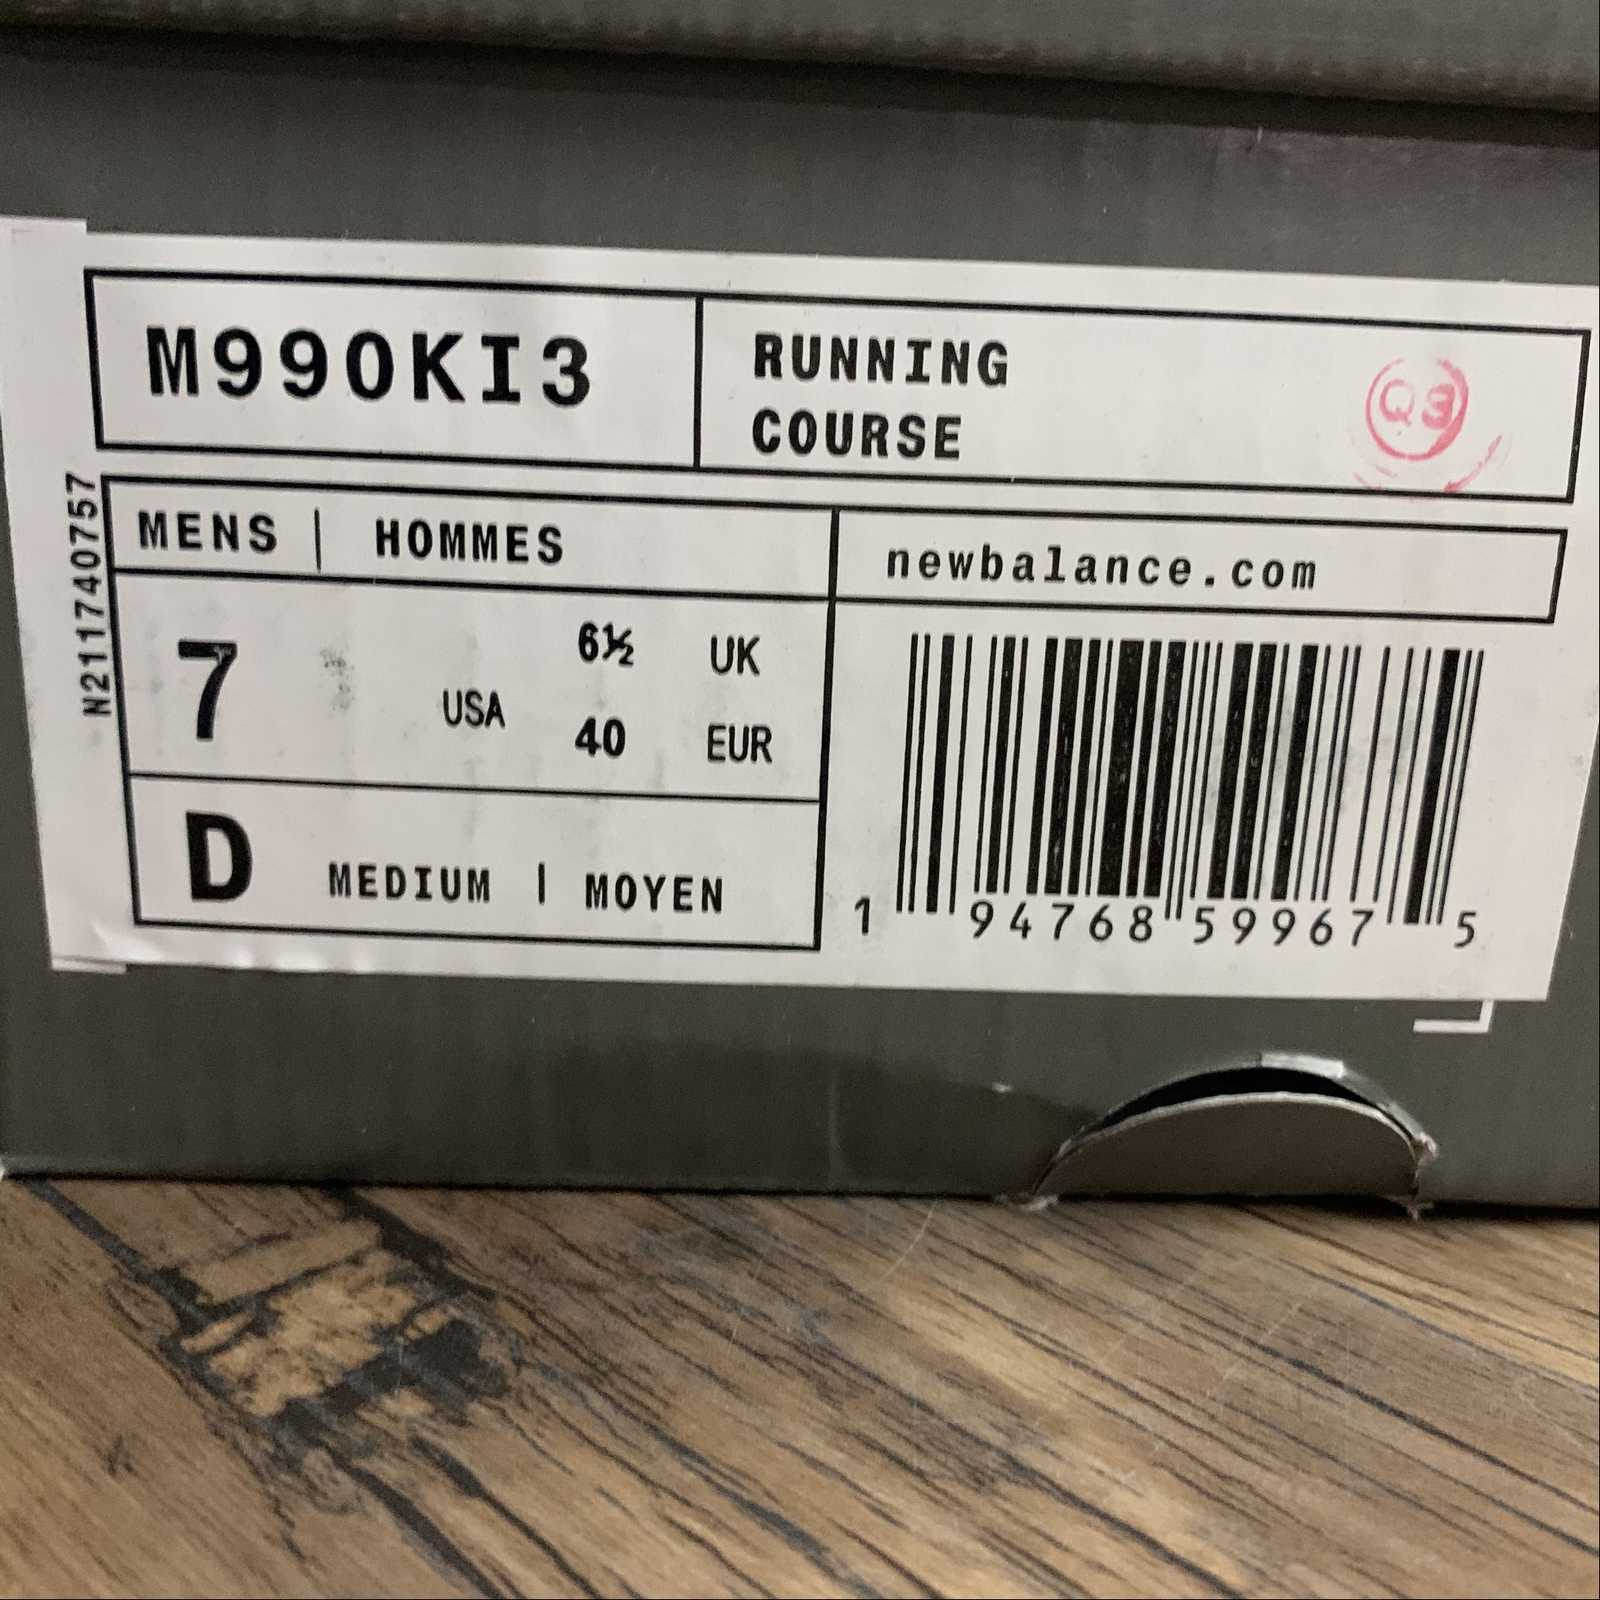 M990KI3
RUNNING
COURSE
Q3
N211740757
MENS | HOMMES
newbalance.com
7 USA
6½ UK
40 EUR
D MEDIUM | MOYEN
1 94768 59967 5